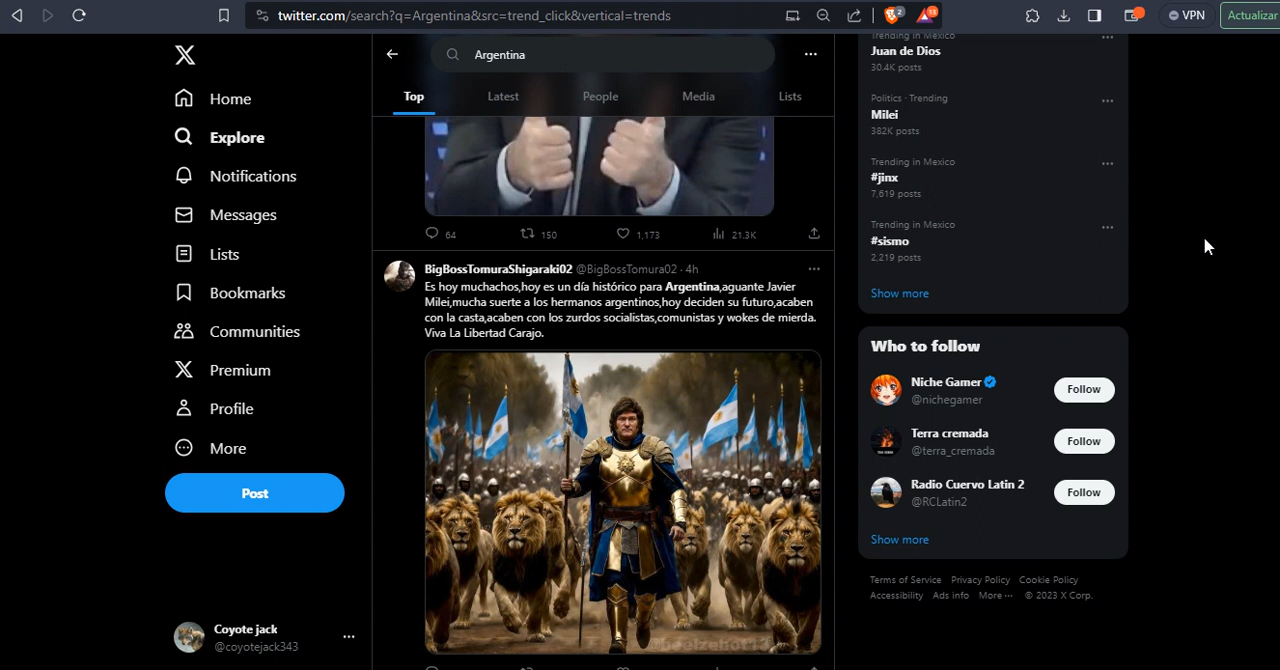 twitter.com/search?q=Argentina&src=trend_click&vertical=trends
2
VPN
Actualizar
Argentina
Top
Latest
People
Media
Lists
Home
Explore
Notifications
Messages
Lists
Bookmarks
Communities
Premium
Profile
More
Post
Coyote jack
@coyotejack343
64
150
1,173
21.3K
BigBossTomuraShigaraki02 @BigBossTomura02 · 4h
Es hoy muchachos,hoy es un día histórico para Argentina,aguante Javier
Milei,mucha suerte a los hermanos argentinos,hoy deciden su futuro,acaben
con la casta,acaben con los zurdos socialistas,comunistas y wokes de mierda.
Viva La Libertad Carajo.
Trending in Mexico
Juan de Dios
30.4K posts
Politics · Trending
Milei
382K posts
Trending in Mexico
#jinx
7,619 posts
Trending in Mexico
#sismo
2,219 posts
Show more
Who to follow
Niche Gamer
@nichegamer
Follow
Terra cremada
@terra_cremada
Follow
Radio Cuervo Latin 2
@RCLatin2
Follow
Show more
Terms of Service Privacy Policy Cookie Policy
Accessibility Ads info More ··· © 2023 X Corp.